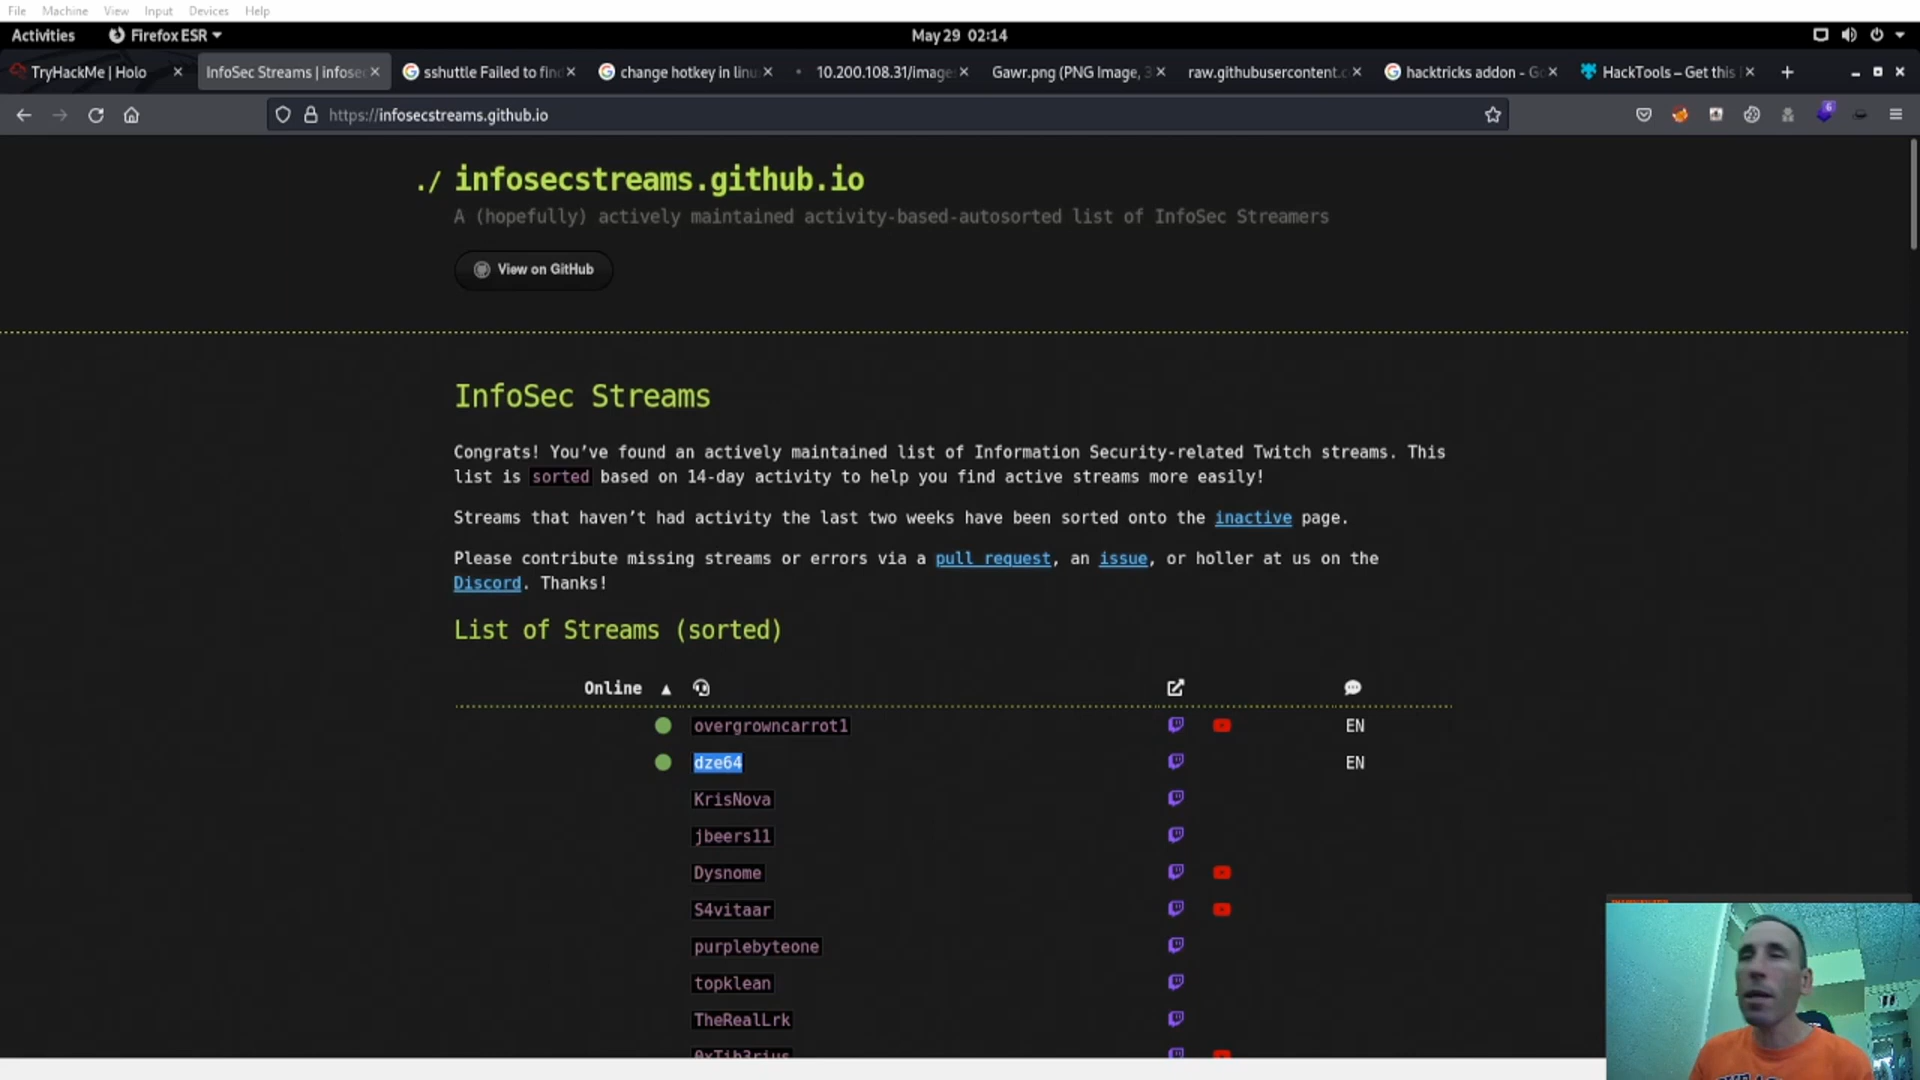 File Machine View Input Devices Help
Activities Firefox ESR May 29 02:14
TryHackMe | Holo InfoSec Streams | infosec sshuttle Failed to find change hotkey in linu 10.200.108.31/image Gawr.png (PNG Image, 3 raw.githubusercontent.c hacktricks addon - Go HackTools – Get this
https://infosecstreams.github.io 6
./ infosecstreams.github.io
A (hopefully) actively maintained activity-based-autosorted list of InfoSec Streamers
View on GitHub
InfoSec Streams
Congrats! You’ve found an actively maintained list of Information Security-related Twitch streams. This
list is sorted based on 14-day activity to help you find active streams more easily!
Streams that haven’t had activity the last two weeks have been sorted onto the inactive page.
Please contribute missing streams or errors via a pull request, an issue, or holler at us on the
Discord. Thanks!
List of Streams (sorted)
Online ▲
overgrowncarrot1 EN
dze64 EN
KrisNova
jbeers11
Dysnome
S4vitaar
purplebyteone
topklean
TheRealLrk
0xTib3rius